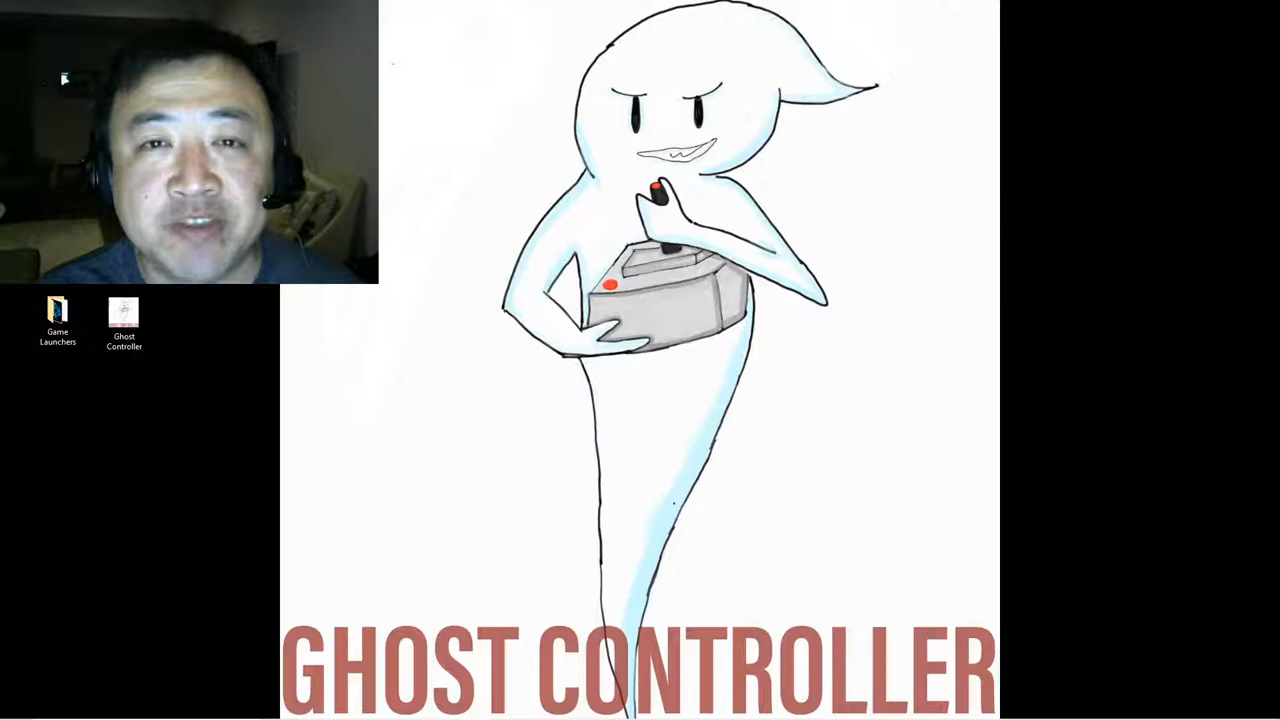 Game
Launchers
Ghost
Controller
GHOST CONTROLLER